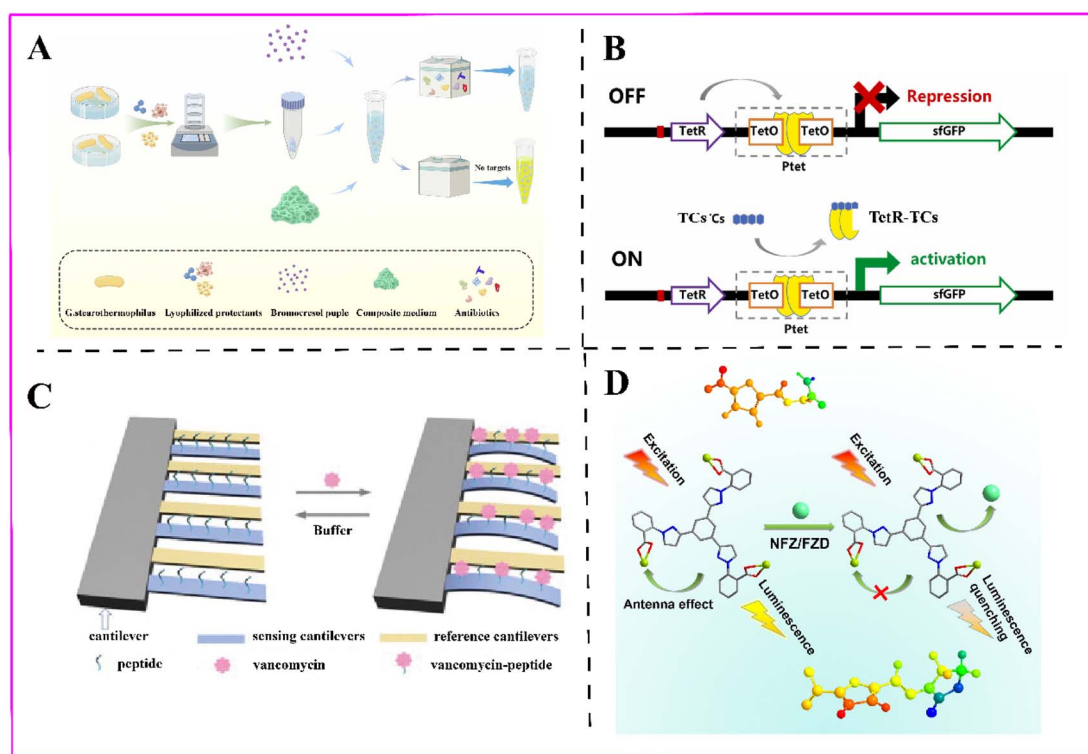 A
No targets
G.stearothermophilus
Lyophilized protectants
Bromocresol puple
Composite medium
Antibiotics
B
OFF
TetR
TetO
TetO
Ptet
Repression
sfGFP
TCs
TCs
TetR-TCs
ON
activation
TetR
TetO
TetO
Ptet
sfGFP
C
Buffer
cantilever
sensing cantilevers
reference cantilevers
peptide
vancomycin
vancomycin-peptide
D
Excitation
Excitation
NFZ/FZD
Antenna effect
Luminescence
Luminescence
quenching